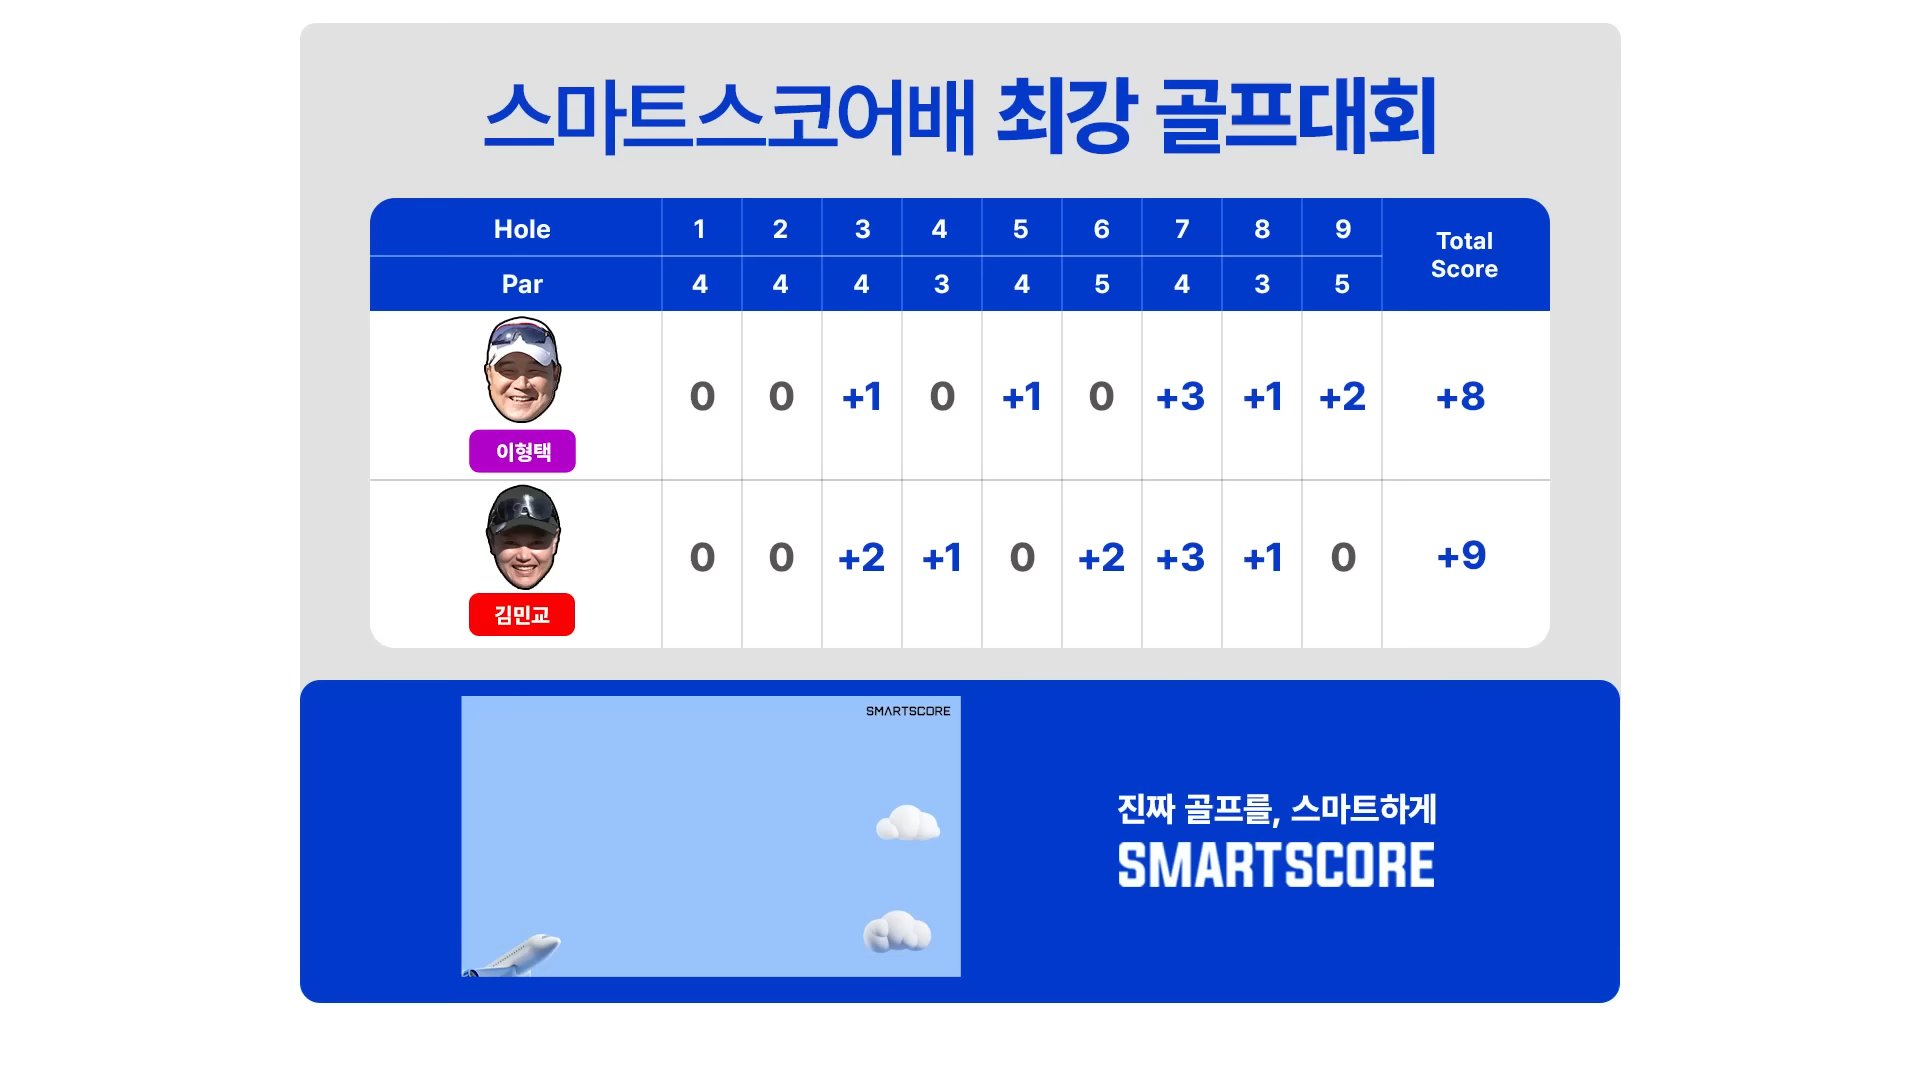 스마트스코어배 최강 골프대회
Hole 1 2 3 4 5 6 7 8 9 Total Score
Par 4 4 4 3 4 5 4 3 5
이형택 0 0 +1 0 +1 0 +3 +1 +2 +8
김민교 0 0 +2 +1 0 +2 +3 +1 0 +9
SMARTSCORE
진짜 골프를, 스마트하게
SMARTSCORE